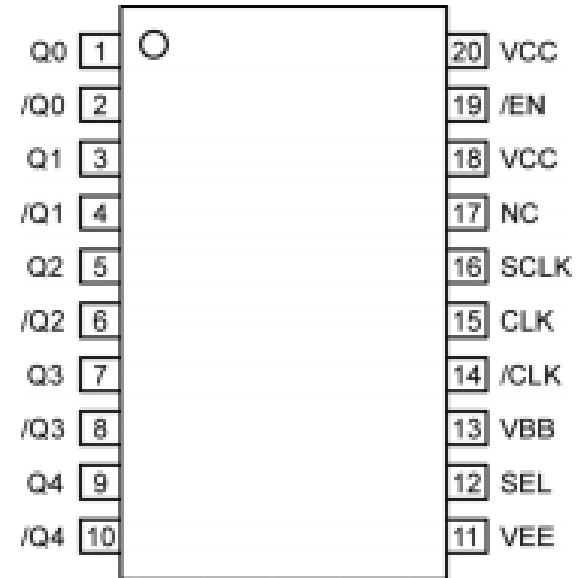 Q0 1 20 VCC
/Q0 2 19 /EN
Q1 3 18 VCC
/Q1 4 17 NC
Q2 5 16 SCLK
/Q2 6 15 CLK
Q3 7 14 /CLK
/Q3 8 13 VBB
Q4 9 12 SEL
/Q4 10 11 VEE